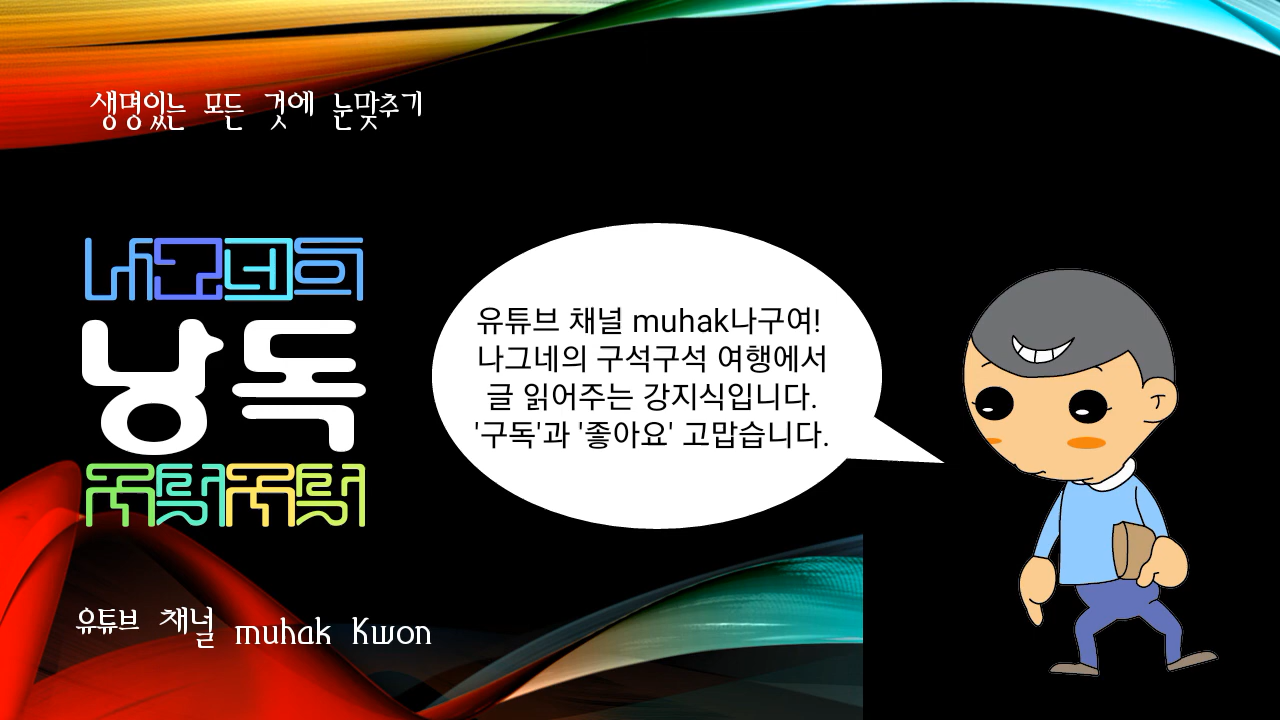 생명있는 모든 것에 눈맞추기
나그네의
낭독
구석구석
유튜브 채널 muhak나구여!
나그네의 구석구석 여행에서
글 읽어주는 강지식입니다.
'구독'과 '좋아요' 고맙습니다.
유튜브 채널 muhak Kwon